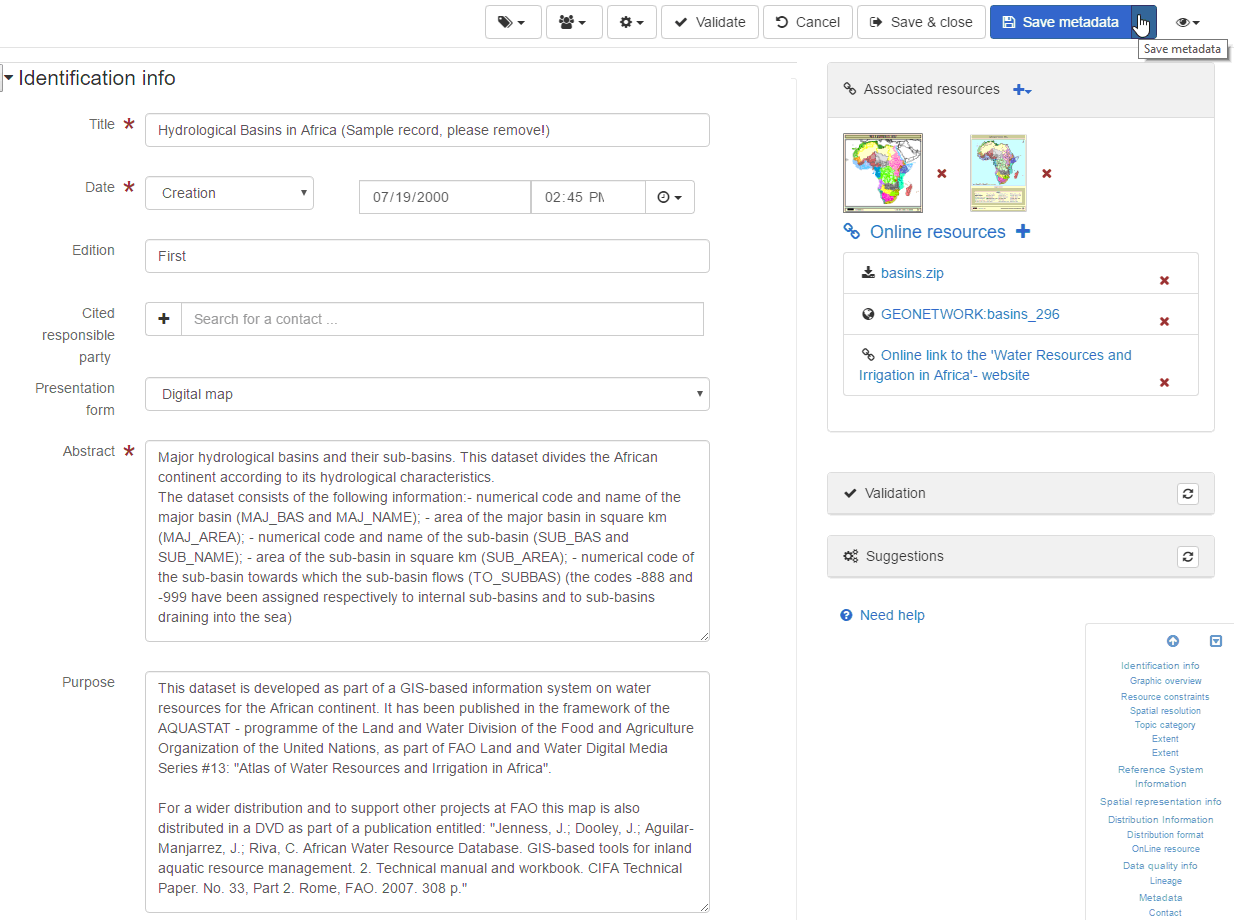 Validate
Cancel
Save & close
Save metadata
Save metadata
Identification info
Title *
Hydrological Basins in Africa (Sample record, please remove!)
Date *
Creation
07/19/2000
02:45 PM
Edition
First
Cited
responsible
party
Search for a contact ...
Presentation
form
Digital map
Abstract *
Major hydrological basins and their sub-basins. This dataset divides the African
continent according to its hydrological characteristics.
The dataset consists of the following information:- numerical code and name of the
major basin (MAJ_BAS and MAJ_NAME); - area of the major basin in square km
(MAJ_AREA); - numerical code and name of the sub-basin (SUB_BAS and
SUB_NAME); - area of the sub-basin in square km (SUB_AREA); - numerical code of
the sub-basin towards which the sub-basin flows (TO_SUBBAS) (the codes -888 and
-999 have been assigned respectively to internal sub-basins and to sub-basins
draining into the sea)
Purpose
This dataset is developed as part of a GIS-based information system on water
resources for the African continent. It has been published in the framework of the
AQUASTAT - programme of the Land and Water Division of the Food and Agriculture
Organization of the United Nations, as part of FAO Land and Water Digital Media
Series #13: "Atlas of Water Resources and Irrigation in Africa".
For a wider distribution and to support other projects at FAO this map is also
distributed in a DVD as part of a publication entitled: "Jenness, J.; Dooley, J.; Aguilar-
Manjarrez, J.; Riva, C. African Water Resource Database. GIS-based tools for inland
aquatic resource management. 2. Technical manual and workbook. CIFA Technical
Paper. No. 33, Part 2. Rome, FAO. 2007. 308 p."
Associated resources
Online resources
basins.zip
GEONETWORK:basins_296
Online link to the 'Water Resources and
Irrigation in Africa'- website
Validation
Suggestions
Need help
Identification info
Graphic overview
Resource constraints
Spatial resolution
Topic category
Extent
Extent
Reference System
Information
Spatial representation info
Distribution Information
Distribution format
OnLine resource
Data quality info
Lineage
Metadata
Contact